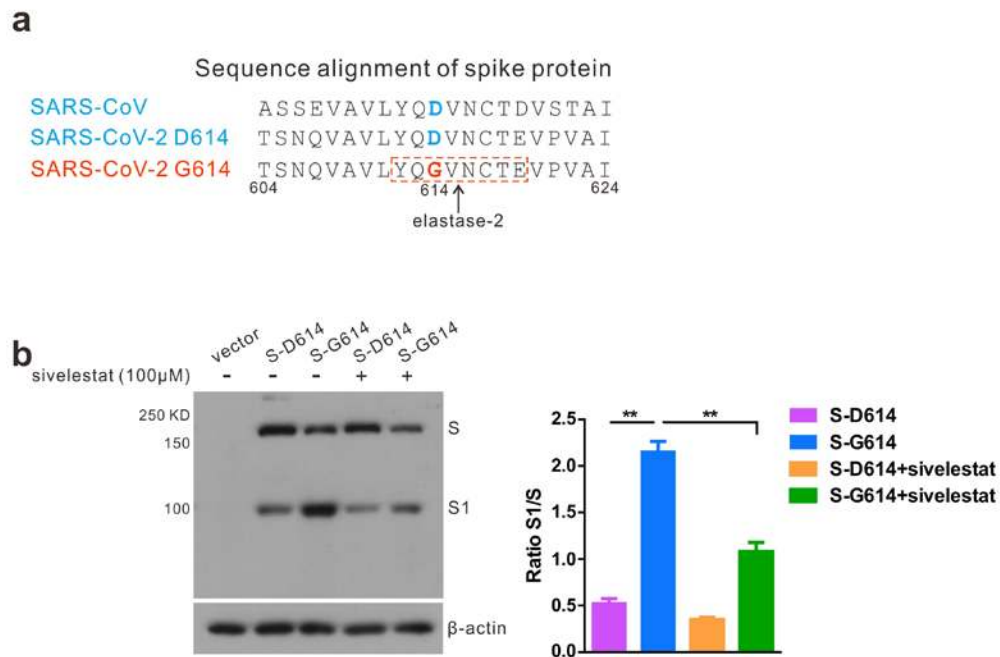 a
Sequence alignment of spike protein
SARS-CoV ASSEVAVLYQDVNCTDVSTAI
SARS-CoV-2 D614 TSNQVAVLYQDVNCTEVPVAI
SARS-CoV-2 G614 TSNQVAVLYQGVNCTEVPVAI
604 614 624
elastase-2
b
vector S-D614 S-G614 S-D614 S-G614
sivelestat (100μM) - - - + +
250 KD
150
100
S
S1
β-actin
Ratio S1/S
2.5
2.0
1.5
1.0
0.5
0.0
** **
S-D614
S-G614
S-D614+sivelestat
S-G614+sivelestat